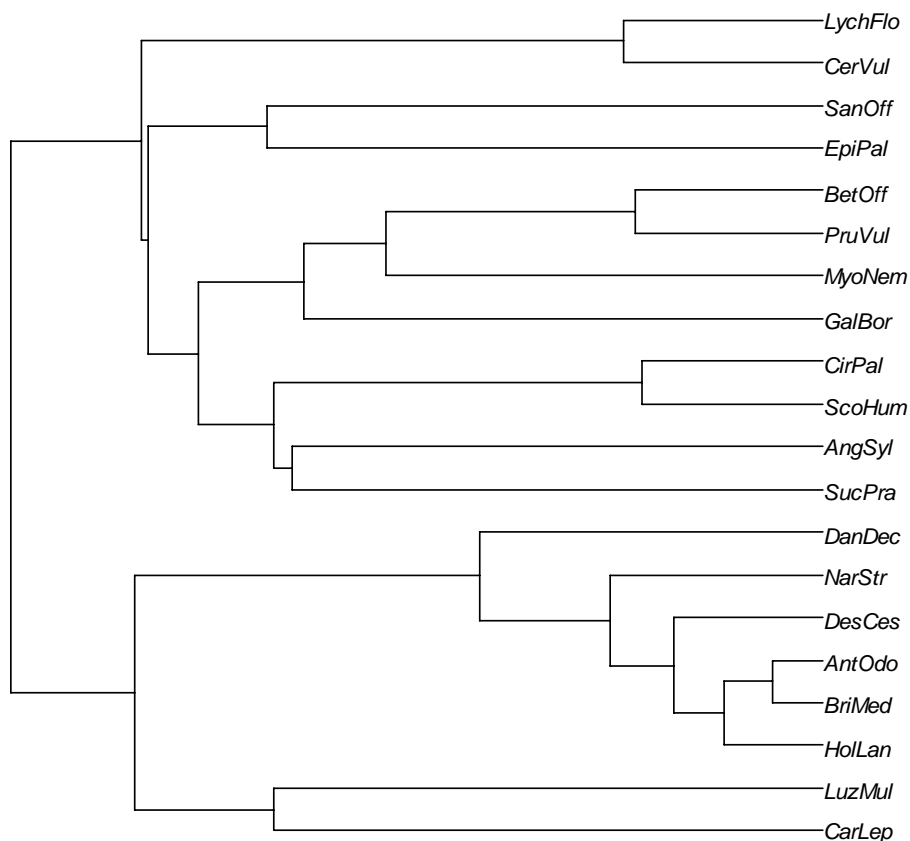 LychFlo
CerVul
SanOff
EpiPal
BetOff
PruVul
MyoNem
GalBor
CirPal
ScoHum
AngSyl
SucPra
DanDec
NarStr
DesCes
AntOdo
BriMed
HolLan
LuzMul
CarLep